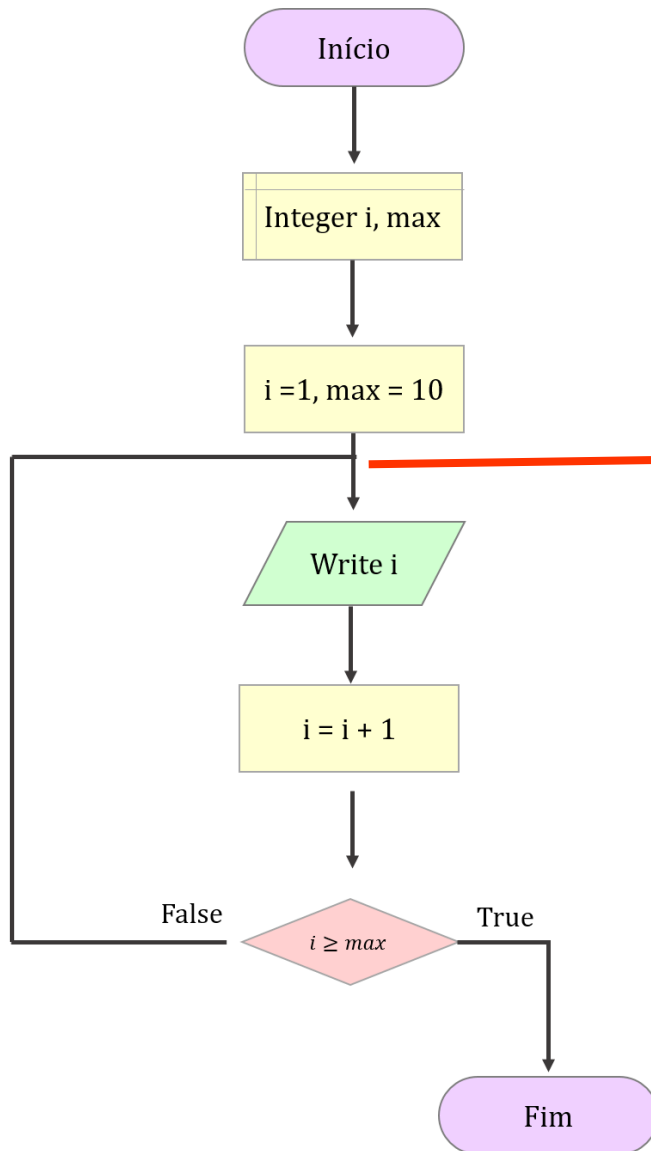 Início
Integer i, max
i =1, max = 10
Write i
i = i + 1
False
i ≥ max
True
Fim